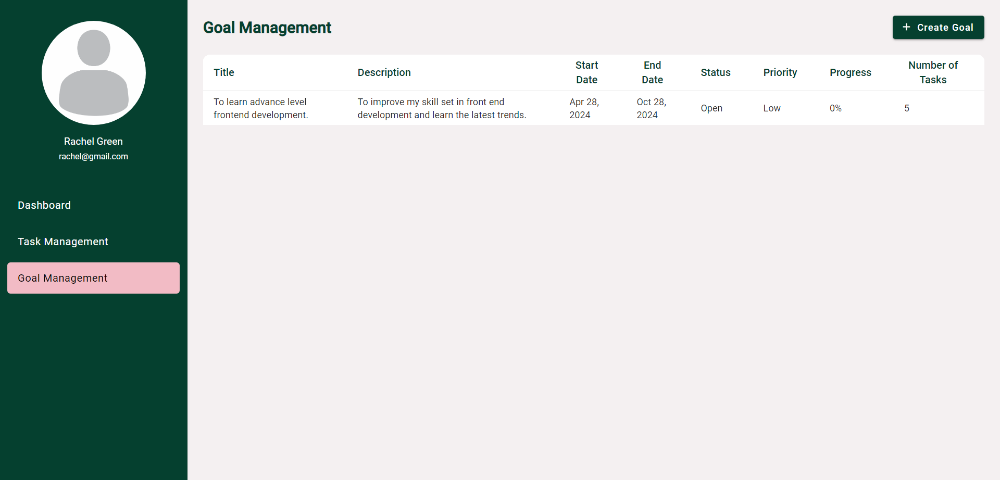 Rachel Green
rachel@gmail.com
Dashboard
Task Management
Goal Management
Goal Management
+ Create Goal
Title Description Start Date End Date Status Priority Progress Number of Tasks
To learn advance level
frontend development.
To improve my skill set in front end
development and learn the latest trends.
Apr 28,
2024
Oct 28,
2024
Open
Low
0%
5